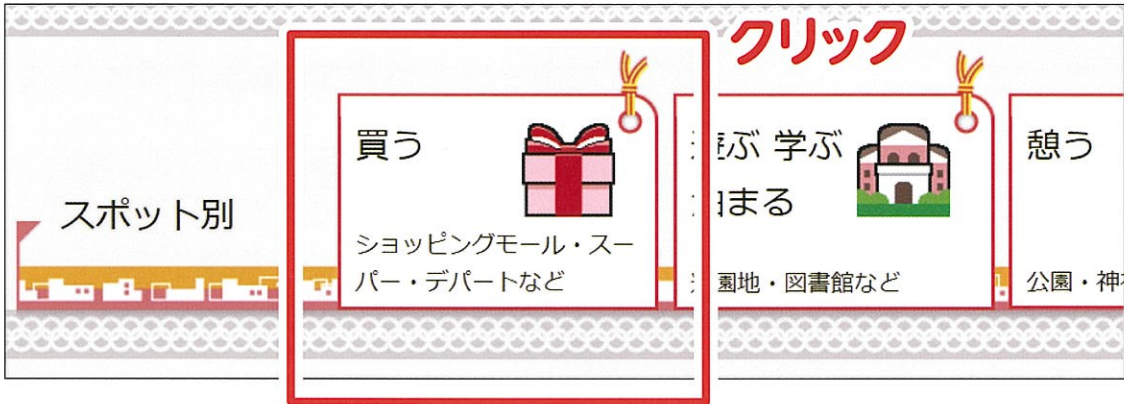 クリック
スポット別
買う
ショッピングモール・スー
パー・デパートなど
ぶ 学ぶ
まる
園地・図書館など
憩う
公園・神